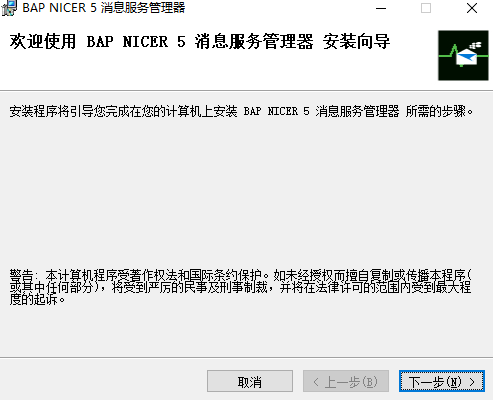 BAP NICER 5 消息服务管理器
欢迎使用 BAP NICER 5 消息服务管理器 安装向导
安装程序将引导您完成在您的计算机上安装 BAP NICER 5 消息服务管理器 所需的步骤。
警告: 本计算机程序受著作权法和国际条约保护。如未经授权而擅自复制或传播本程序(
或其中任何部分)，将受到严厉的民事及刑事制裁，并将在法律许可的范围内受到最大程
度的起诉。
取消
< 上一步(B)
下一步(N) >